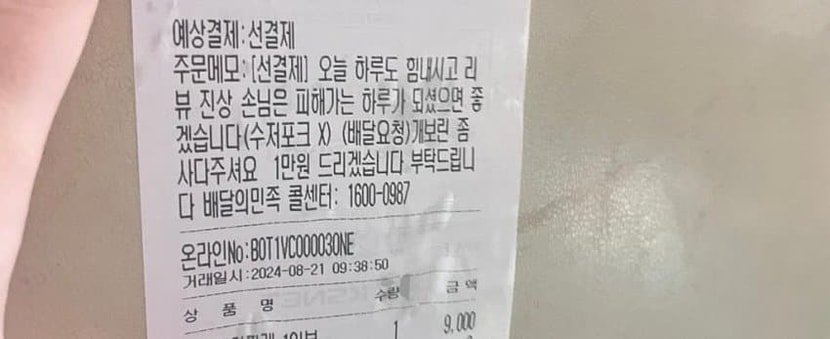 예상결제:선결제
주문메모:[선결제] 오늘 하루도 힘내시고 리
뷰 진상 손님은 피해가는 하루가 되셨으면 좋
겠습니다(수저포크 X) (배달요청)개보린 좀
사다주셔요 1만원 드리겠습니다 부탁드립니
다 배달의민족 콜센터: 1600-0987
온라인No:B0T1VC000030NE
거래일시:2024-08-21 09:38:50
상 품 명 수량 금 액
1 9,000